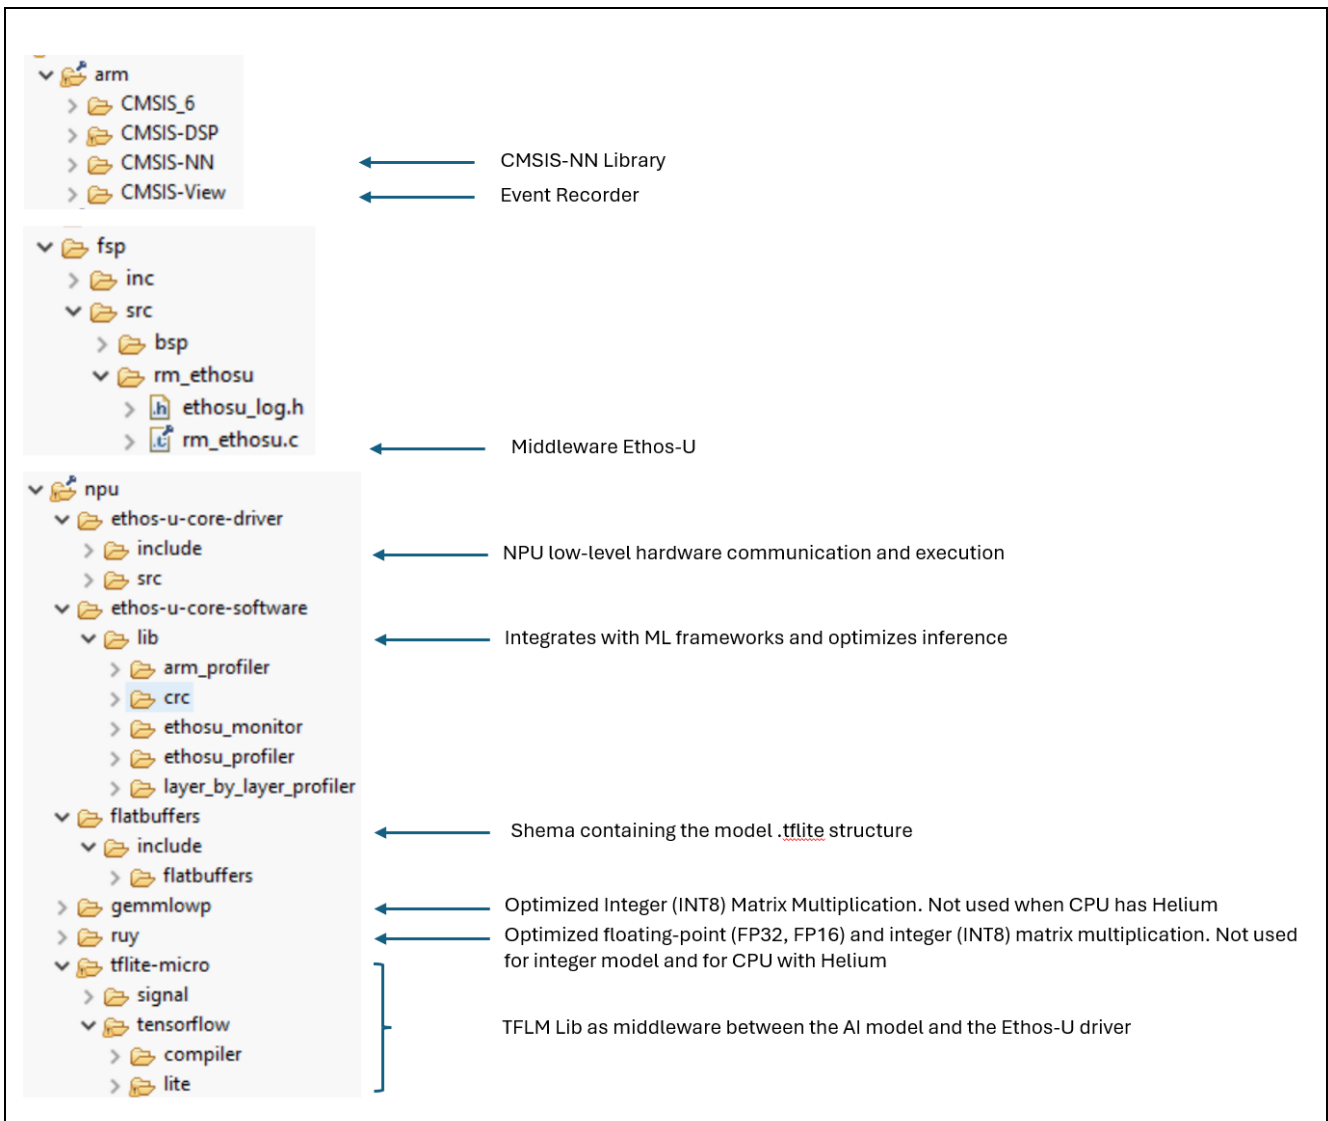 arm
CMSIS_6
CMSIS-DSP
CMSIS-NN
CMSIS-NN Library
CMSIS-View
Event Recorder
fsp
inc
src
bsp
rm_ethosu
ethosu_log.h
rm_ethosu.c
Middleware Ethos-U
npu
ethos-u-core-driver
include
NPU low-level hardware communication and execution
src
ethos-u-core-software
lib
Integrates with ML frameworks and optimizes inference
arm_profiler
crc
ethosu_monitor
ethosu_profiler
layer_by_layer_profiler
flatbuffers
Shema containing the model .tflite structure
include
flatbuffers
gemmlowp
Optimized Integer (INT8) Matrix Multiplication. Not used when CPU has Helium
ruy
Optimized floating-point (FP32, FP16) and integer (INT8) matrix multiplication. Not used
for integer model and for CPU with Helium
tflite-micro
signal
tensorflow
TFLM Lib as middleware between the AI model and the Ethos-U driver
compiler
lite